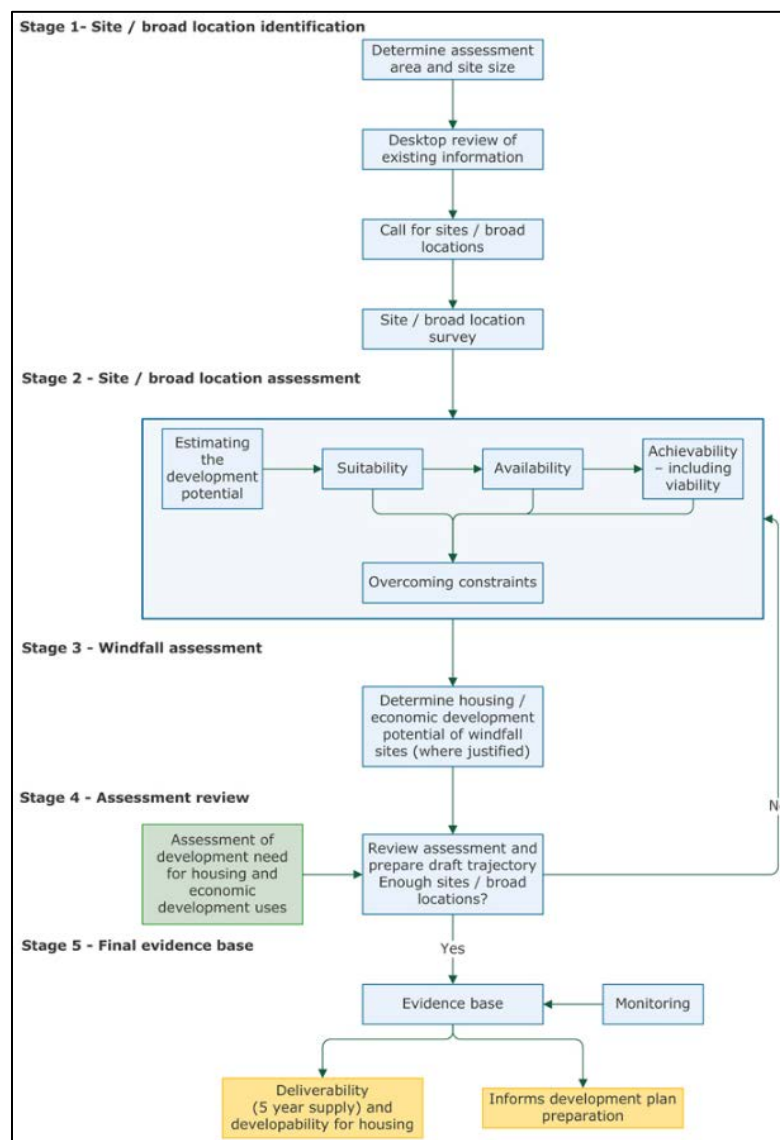 Stage 1- Site / broad location identification
Determine assessment
area and site size
Desktop review of
existing information
Call for sites / broad
locations
Site / broad location
survey
Stage 2 - Site / broad location assessment
Estimating
the
development
potential
Suitability
Availability
Achievability
– including
viability
Overcoming constraints
Stage 3 - Windfall assessment
Determine housing /
economic development
potential of windfall
sites (where justified)
Stage 4 - Assessment review
Assessment of
development need
for housing and
economic
development uses
Review assessment and
prepare draft trajectory
Enough sites / broad
locations?
Yes
Stage 5 - Final evidence base
Evidence base
Monitoring
Deliverability
(5 year supply) and
developability for housing
Informs development plan
preparation